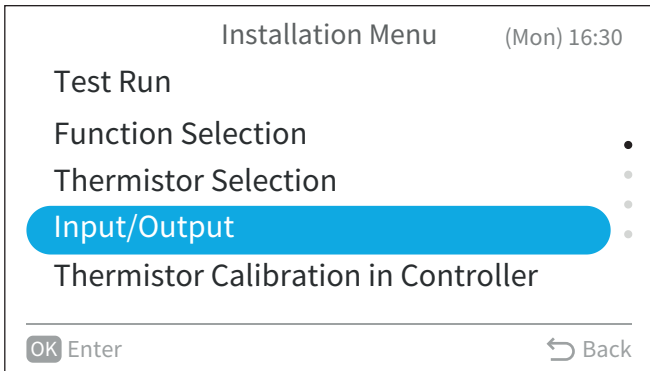 Installation Menu (Mon) 16:30
Test Run
Function Selection
Thermistor Selection
Input/Output
Thermistor Calibration in Controller
OK Enter Back